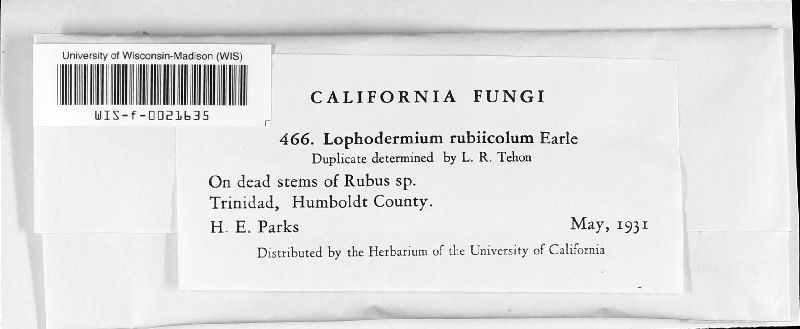 University of Wisconsin-Madison (WIS)
WIS-f-0021635
CALIFORNIA FUNGI
466. Lophodermium rubiicolum Earle
Duplicate determined by L. R. Tehon
On dead stems of Rubus sp.
Trinidad, Humboldt County.
H. E. Parks May, 1931
Distributed by the Herbarium of the University of California